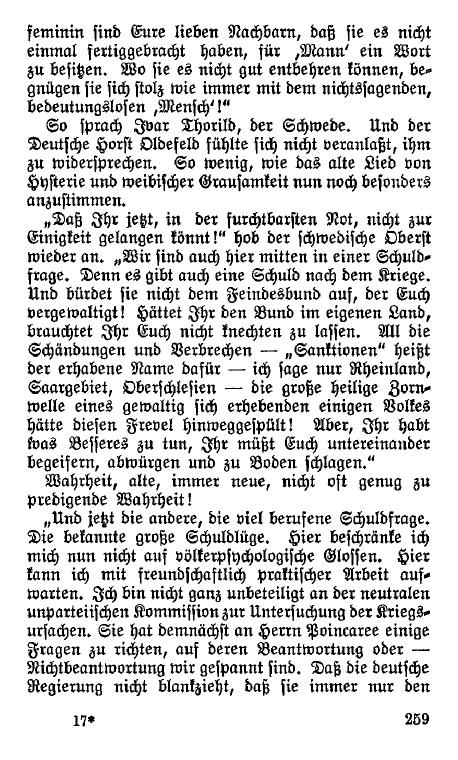 feminin sind Eure lieben Nachbarn, daß sie es nicht
einmal fertiggebracht haben, für ‚Mann‘ ein Wort
zu besitzen. Wo sie es nicht gut entbehren können, be-
gnügen sie sich stolz wie immer mit dem nichtssagenden,
bedeutungslosen ‚Mensch‘!“
So sprach Ivar Thorild, der Schwede. Und der
Deutsche Horst Oldefeld fühlte sich nicht veranlaßt, ihm
zu widersprechen. So wenig, wie das alte Lied von
Hysterie und weibischer Grausamkeit nun noch besonders
anzustimmen.
„Daß Ihr jetzt, in der furchtbarsten Not, nicht zur
Einigkeit gelangen könnt!“ hob der schwedische Oberst
wieder an. „Wir sind auch hier mitten in einer Schuld-
frage. Denn es gibt auch eine Schuld nach dem Kriege.
Und bürdet sie nicht dem Feindesbund auf, der Euch
vergewaltigt! Hättet Ihr den Bund im eigenen Land,
brauchtet Ihr Euch nicht knechten zu lassen. All die
Schändungen und Verbrechen — „Sanktionen“ heißt
der erhabene Name dafür — ich sage nur Rheinland,
Saargebiet, Oberschlesien — die große heilige Zorn-
welle eines gewaltig sich erhebenden einigen Volkes
hätte diesen Frevel hinweggespült! Aber, Ihr habt
was Besseres zu tun, Ihr müßt Euch untereinander
begeifern, abwürgen und zu Boden schlagen.“
Wahrheit, alte, immer neue, nicht oft genug zu
predigende Wahrheit!
„Und jetzt die andere, die viel berufene Schuldfrage.
Die bekannte große Schuldlüge. Hier beschränke ich
mich nun nicht auf völkerpsychologische Glossen. Hier
kann ich mit freundschaftlich praktischer Arbeit auf-
warten. Ich bin nicht ganz unbeteiligt an der neutralen
unparteiischen Kommission zur Untersuchung der Kriegs-
ursachen. Sie hat demnächst an Herrn Poincaree einige
Fragen zu richten, auf deren Beantwortung oder —
Nichtbeantwortung wir gespannt sind. Daß die deutsche
Regierung nicht blankzieht, daß sie immer nur den
17*
259